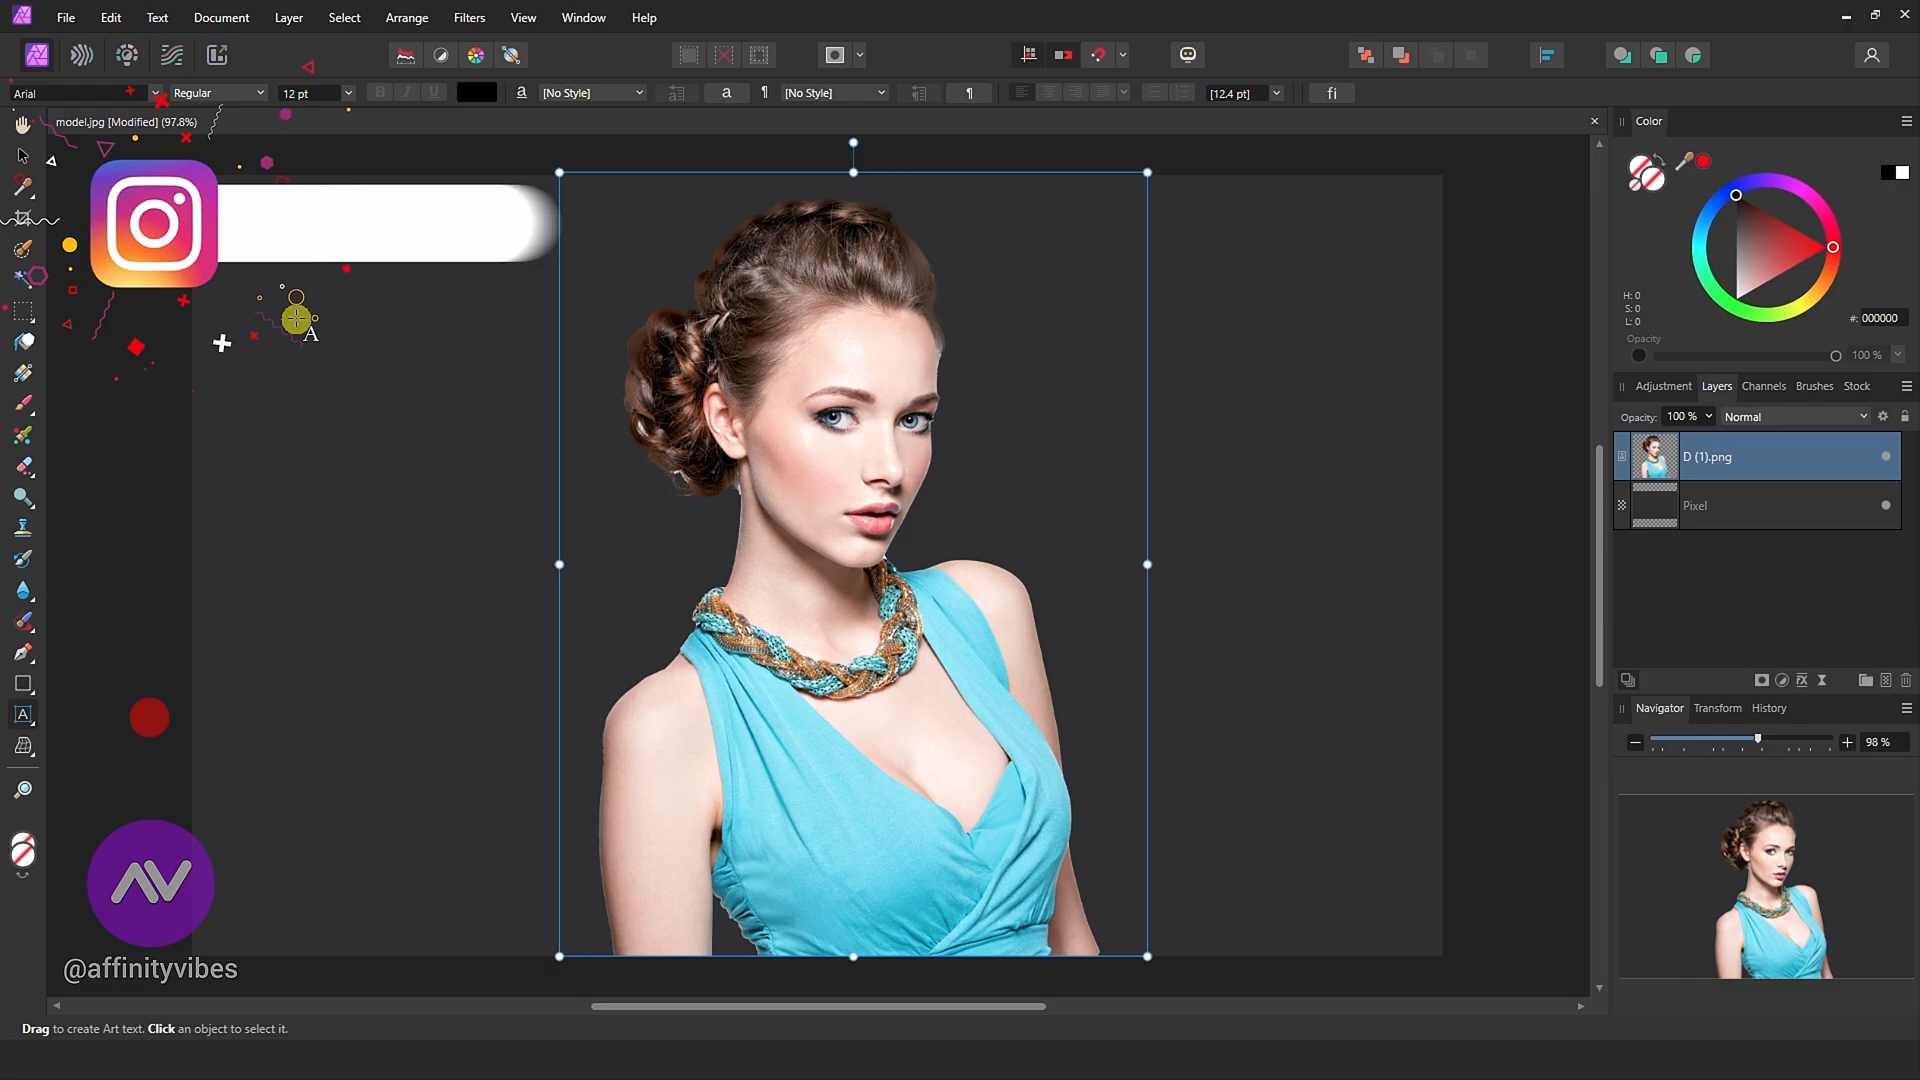 File Edit Text Document Layer Select Arrange Filters View Window Help
Arial Regular 12 pt B I U a [No Style] a ¶ [No Style] ¶ [12.4 pt] fi
model.jpg [Modified] (97.8%)
Color
H: 0
S: 0
L: 0
#: 000000
Opacity
100 %
Adjustment Layers Channels Brushes Stock
Opacity: 100 % Normal
D (1).png
Pixel
Navigator Transform History
98 %
A
A
AV
@affinityvibes
Drag to create Art text. Click an object to select it.